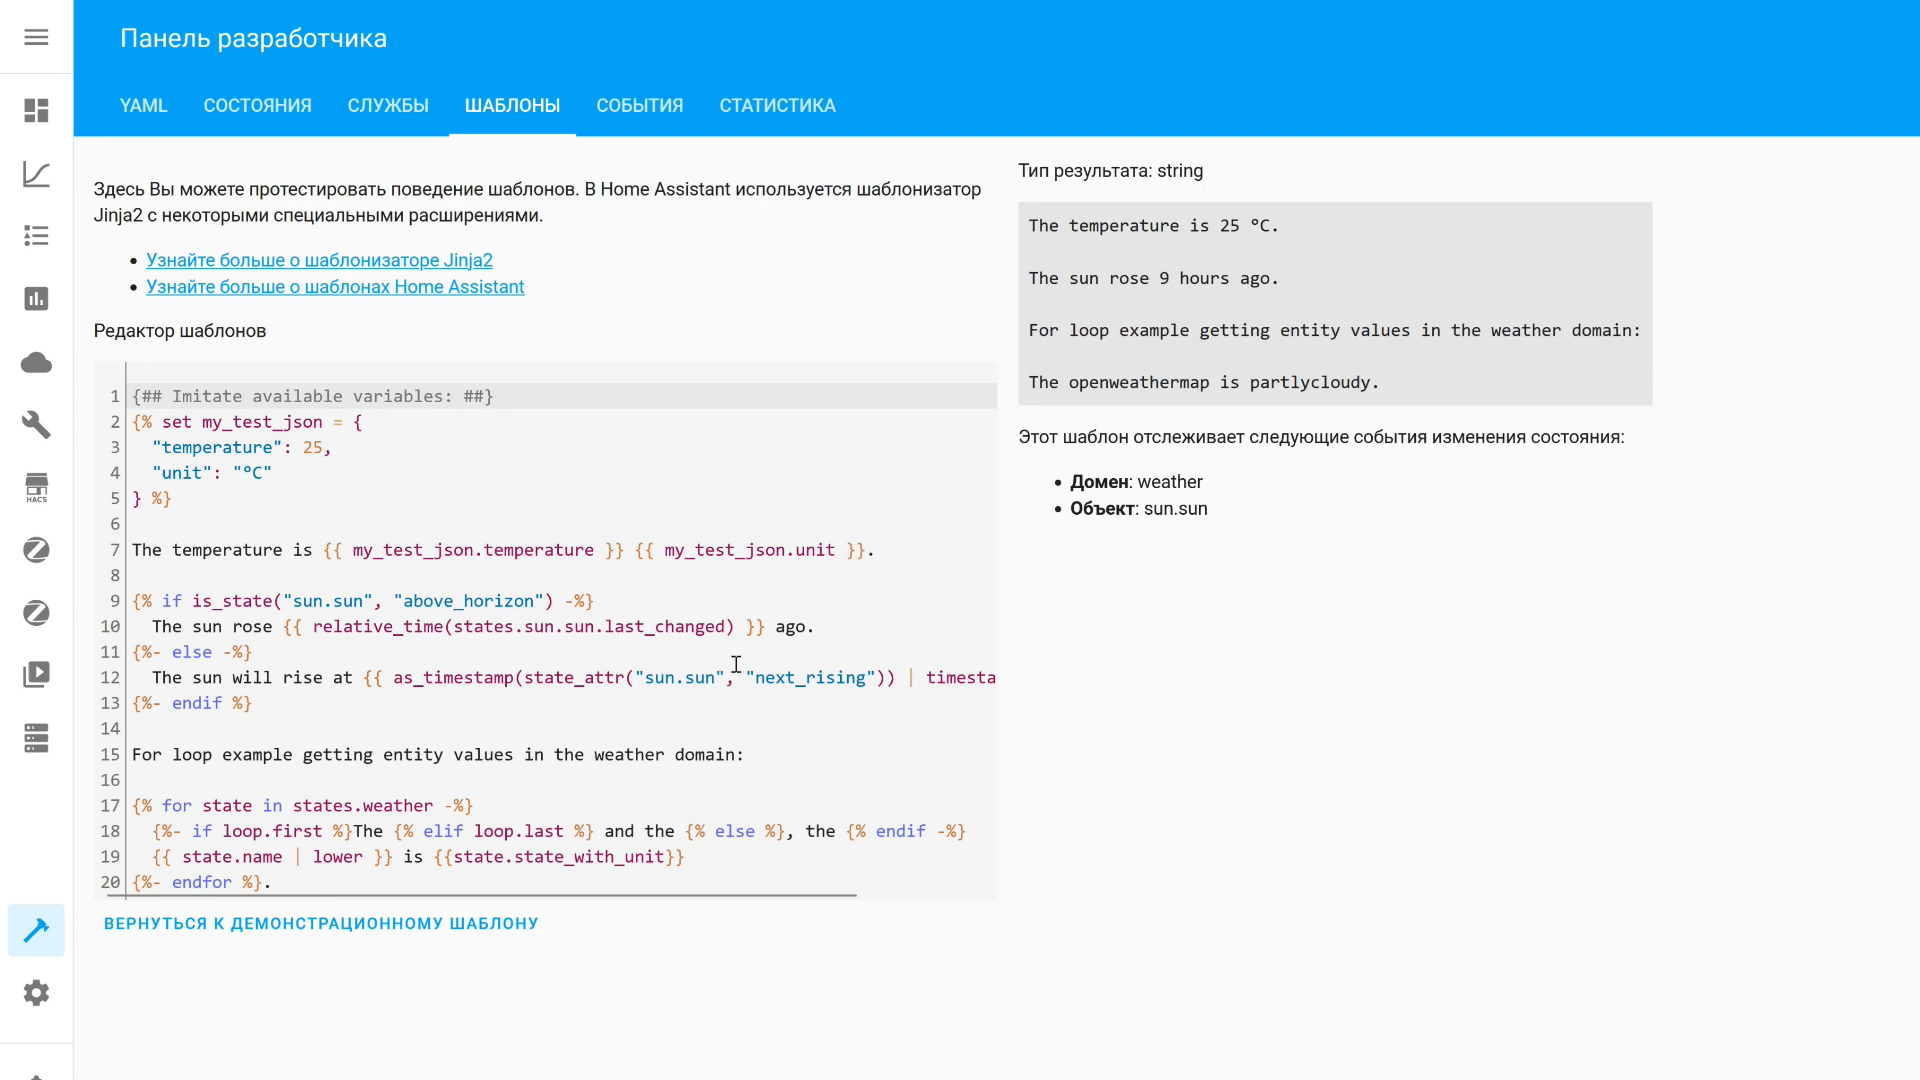 Панель разработчика
YAML СОСТОЯНИЯ СЛУЖБЫ ШАБЛОНЫ СОБЫТИЯ СТАТИСТИКА
Здесь Вы можете протестировать поведение шаблонов. В Home Assistant используется шаблонизатор
Jinja2 с некоторыми специальными расширениями.
• Узнайте больше о шаблонизаторе Jinja2
• Узнайте больше о шаблонах Home Assistant
Редактор шаблонов
1 {## Imitate available variables: ##}
2 {% set my_test_json = {
3   "temperature": 25,
4   "unit": "°C"
5 } %}
6
7 The temperature is {{ my_test_json.temperature }} {{ my_test_json.unit }}.
8
9 {% if is_state("sun.sun", "above_horizon") -%}
10   The sun rose {{ relative_time(states.sun.sun.last_changed) }} ago.
11 {%- else -%}
12   The sun will rise at {{ as_timestamp(state_attr("sun.sun", "next_rising")) | timesta
13 {%- endif %}
14
15 For loop example getting entity values in the weather domain:
16
17 {% for state in states.weather -%}
18   {%- if loop.first %}The {% elif loop.last %} and the {% else %}, the {% endif -%}
19   {{ state.name | lower }} is {{state.state_with_unit}}
20 {%- endfor %}.
ВЕРНУТЬСЯ К ДЕМОНСТРАЦИОННОМУ ШАБЛОНУ
Тип результата: string
The temperature is 25 °C.
The sun rose 9 hours ago.
For loop example getting entity values in the weather domain:
The openweathermap is partlycloudy.
Этот шаблон отслеживает следующие события изменения состояния:
• Домен: weather
• Объект: sun.sun
HACS